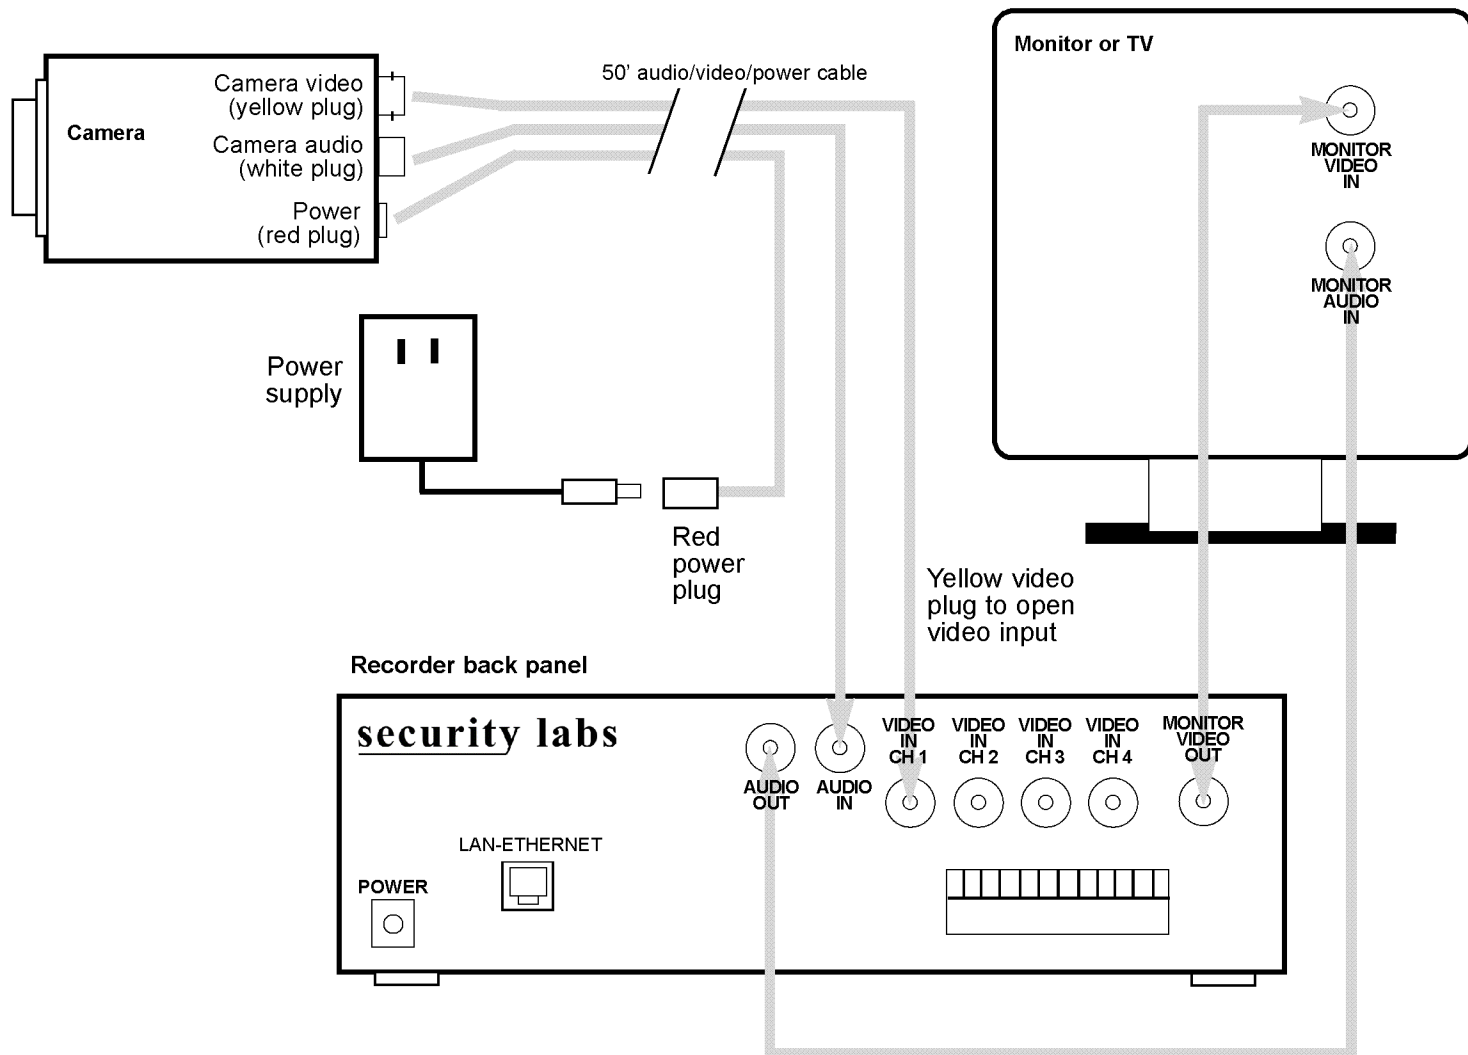 50’ audio/video/power cable
Monitor or TV
Camera video
(yellow plug)
Camera
Camera audio
(white plug)
Power
(red plug)
MONITOR
VIDEO
IN
MONITOR
AUDIO
IN
Power
supply
Red
power
plug
Yellow video
plug to open
video input
Recorder back panel
security labs
AUDIO
OUT
AUDIO
IN
VIDEO
IN
CH 1
VIDEO
IN
CH 2
VIDEO
IN
CH 3
VIDEO
IN
CH 4
MONITOR
VIDEO
OUT
LAN-ETHERNET
POWER